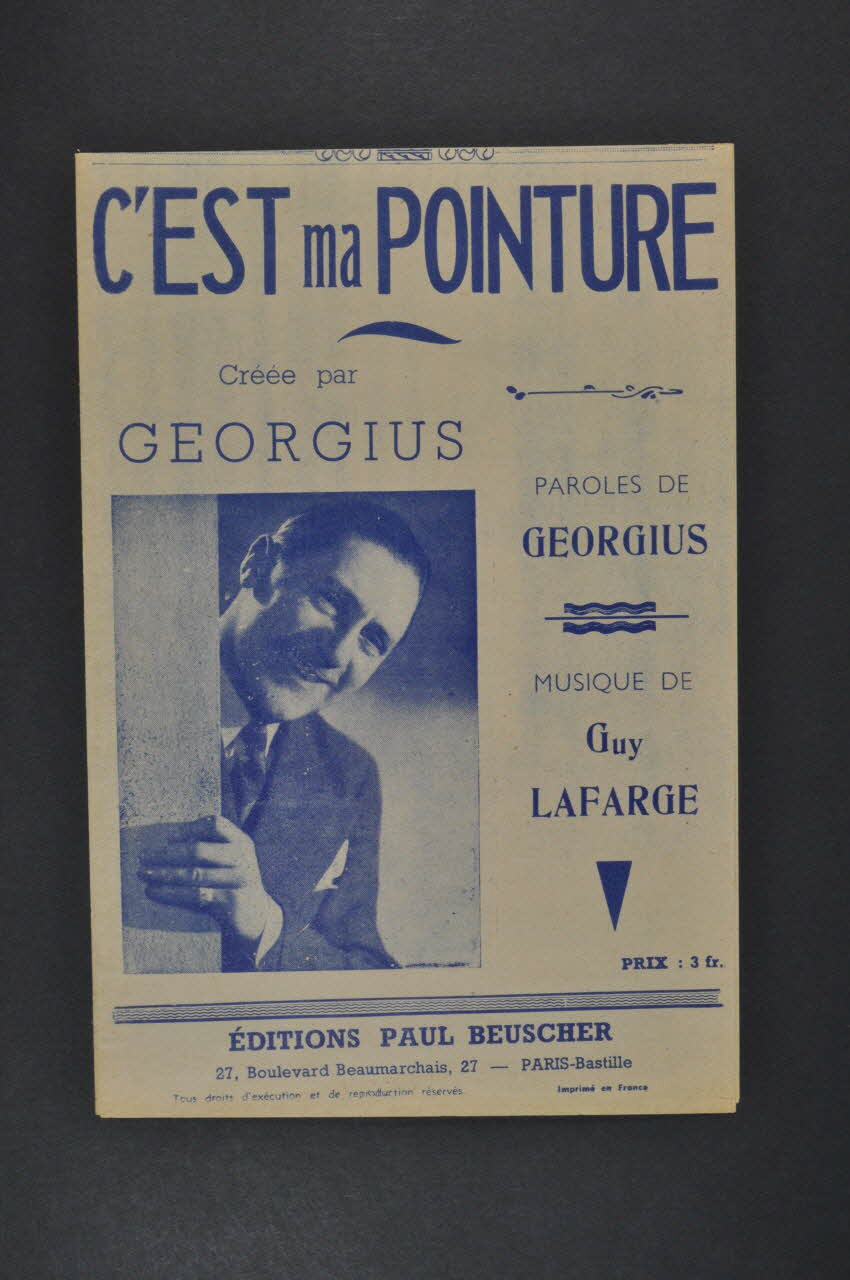 C'EST ma POINTURE
Créée par
GEORGIUS
PAROLES DE
GEORGIUS
MUSIQUE DE
Guy
LAFARGE
PRIX : 3 fr.
ÉDITIONS PAUL BEUSCHER
27, Boulevard Beaumarchais, 27 — PARIS-Bastille
Tous droits d'exécution et de reproduction réservés.
Imprimé en France